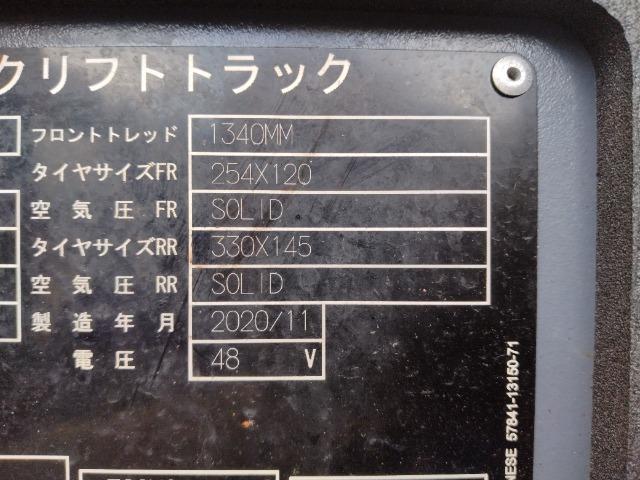 クリフトトラック
フロントトレッド 1340MM
タイヤサイズFR 254X120
空気圧 FR SOLID
タイヤサイズRR 330X145
空気圧 RR SOLID
製造年月 2020/11
電圧 48 V
NESE 57841-13150-71